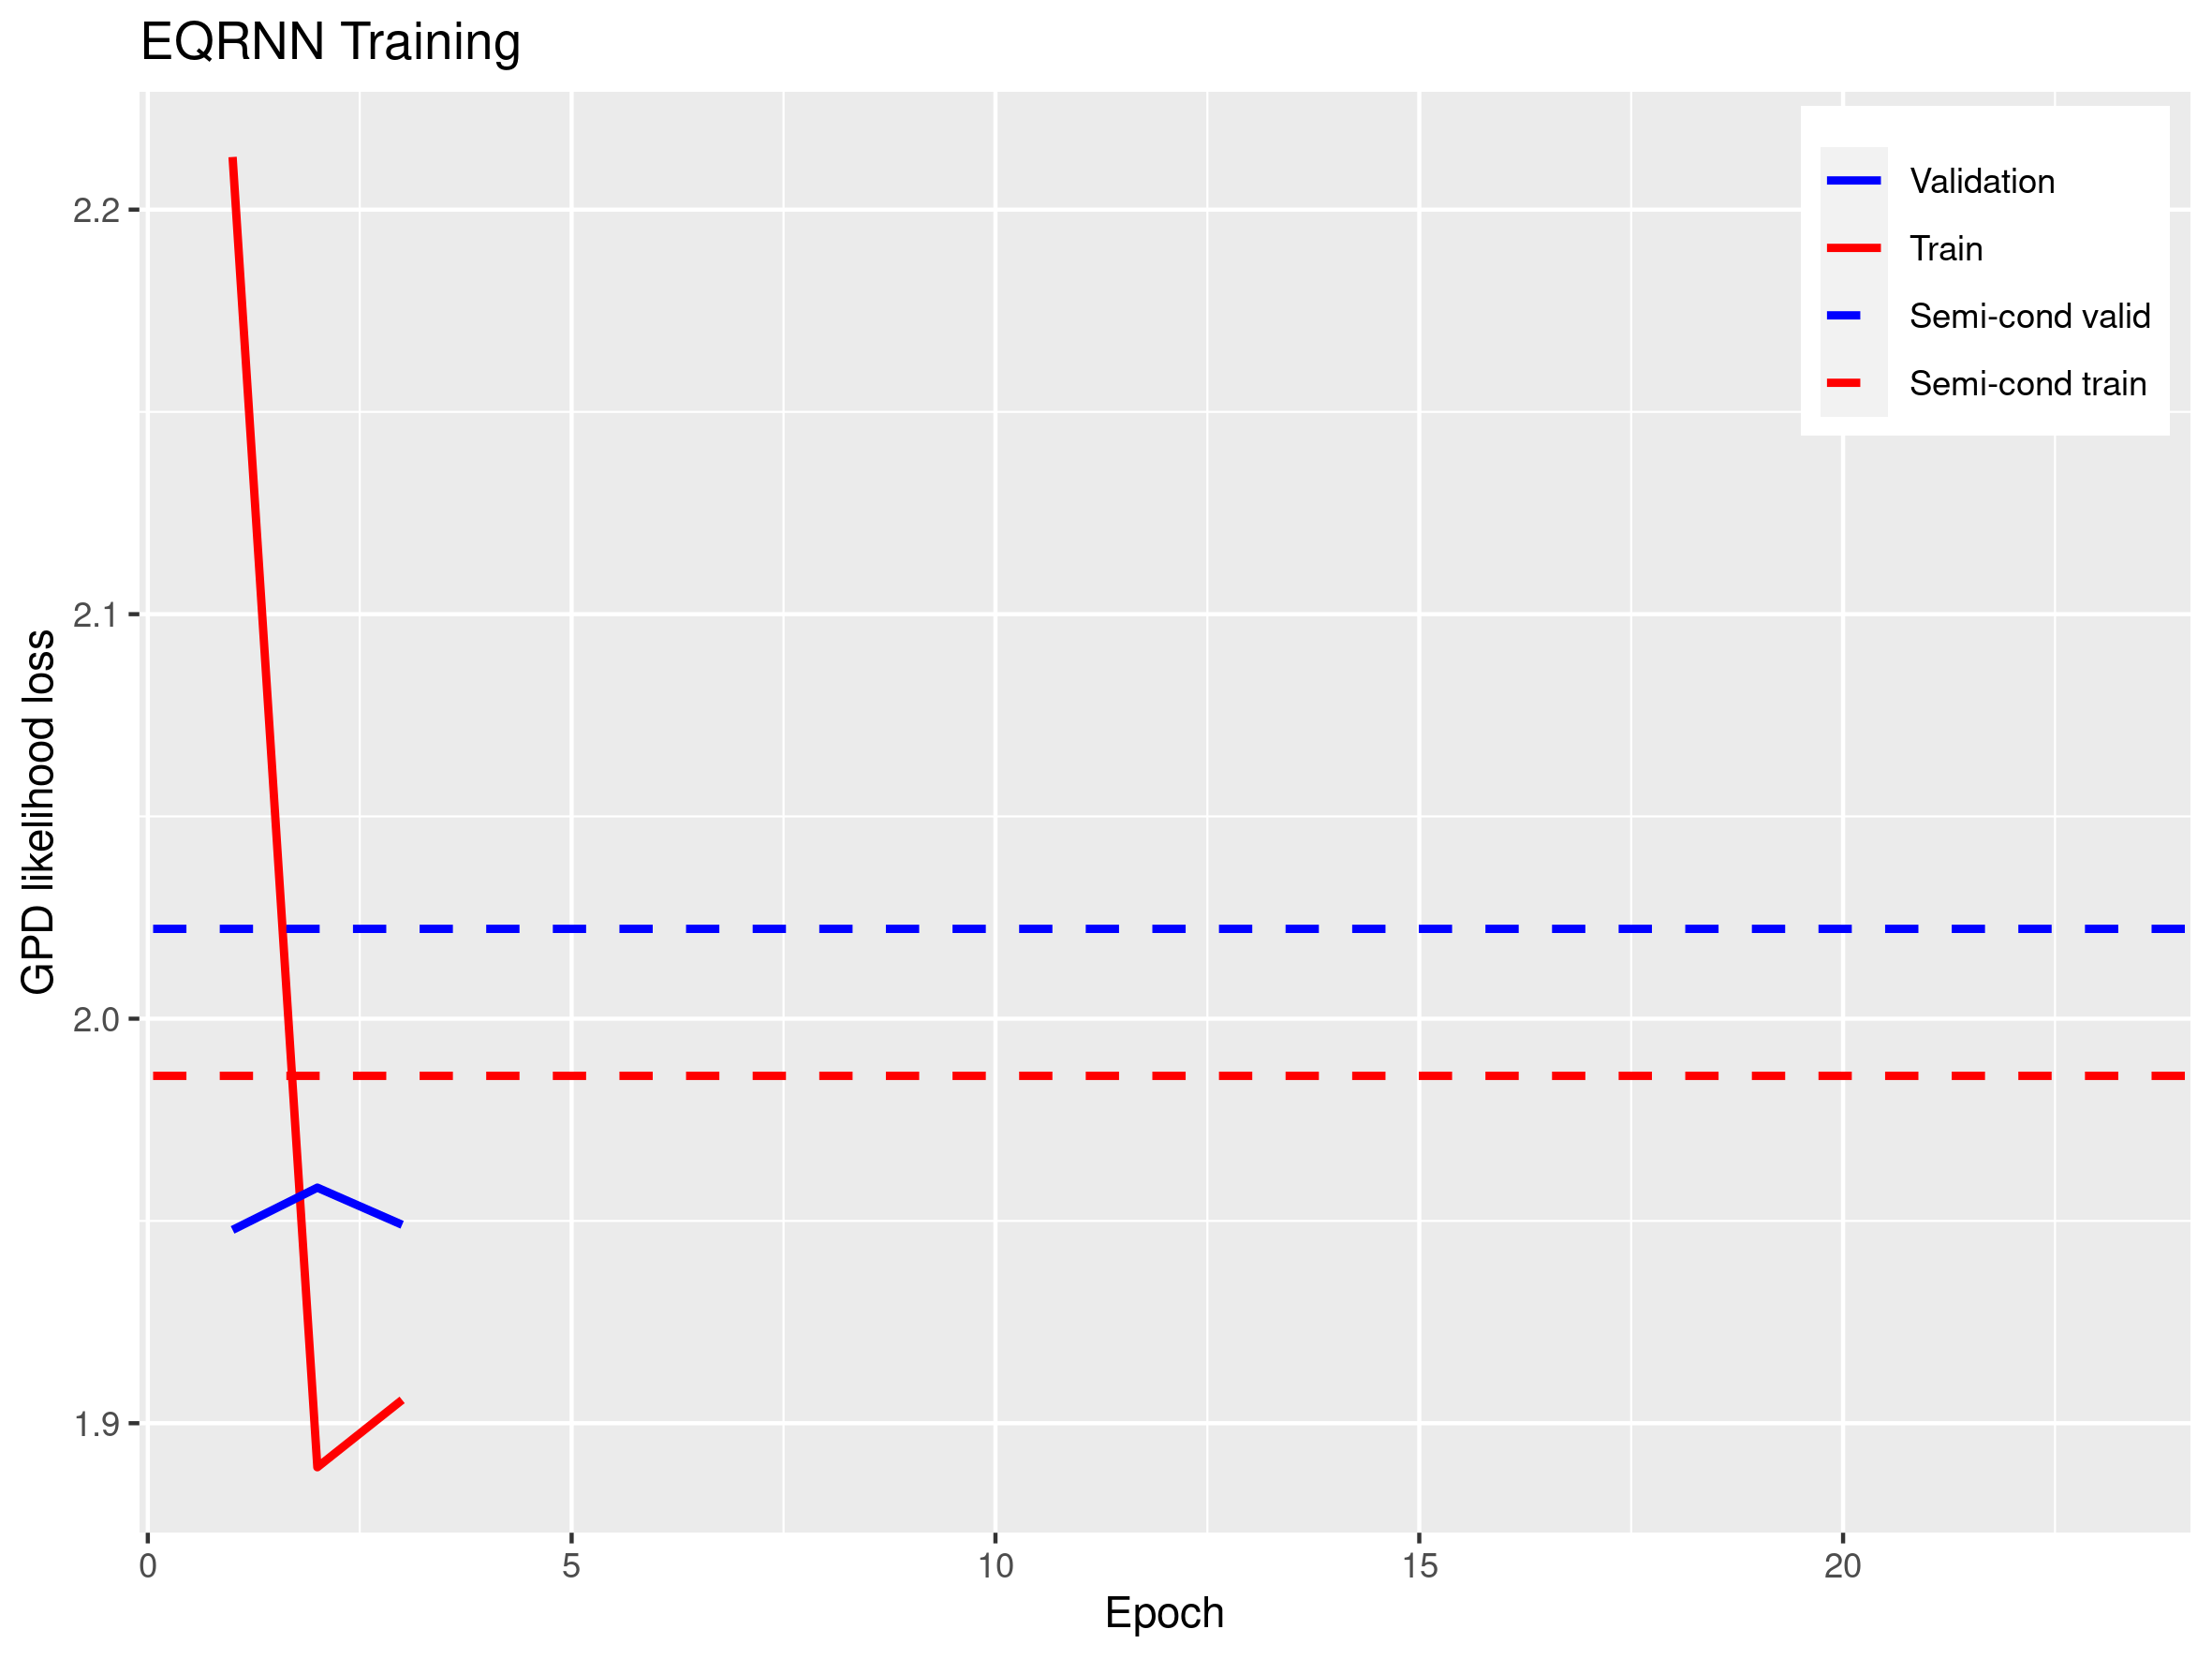 EQRNN Training
Validation
Train
Semi-cond valid
Semi-cond train
GPD likelihood loss
2.2
2.1
2.0
1.9
0 5 10 15 20
Epoch